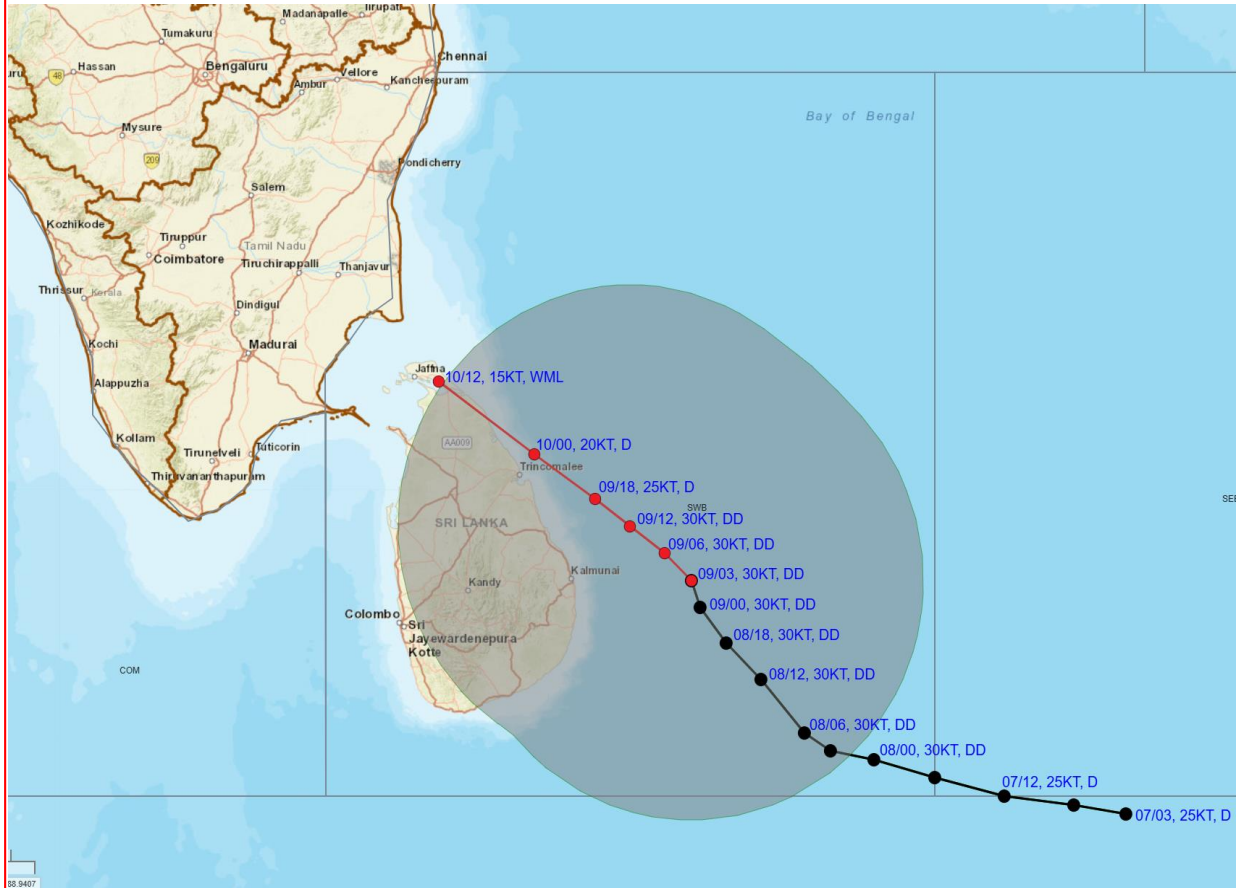 Madanapalle
Tirupati
Tumakuru
Hassan
48
Bengaluru
Chennai
Vellore
Kancheepuram
Ambur
Bay of Bengal
Mysure
209
Pondicherry
Salem
Kozhikode
Tiruppur
Coimbatore
Tamil Nadu
Tiruchirappalli
Thanjavur
Thrissur
Kerala
Dindigul
Kochi
Madurai
Jaffna
10/12, 15KT, WML
Alappuzha
Kollam
AA009
10/00, 20KT, D
Tirunelveli
Tuticorin
Trincomalee
Thiruvananthapuram
09/18, 25KT, D
SWB
SRI LANKA
09/12, 30KT, DD
09/06, 30KT, DD
Kalmunai
09/03, 30KT, DD
Kandy
09/00, 30KT, DD
Colombo
Sri
Jayewardenepura
Kotte
08/18, 30KT, DD
COM
08/12, 30KT, DD
08/06, 30KT, DD
08/00, 30KT, DD
07/12, 25KT, D
07/03, 25KT, D
88.9407